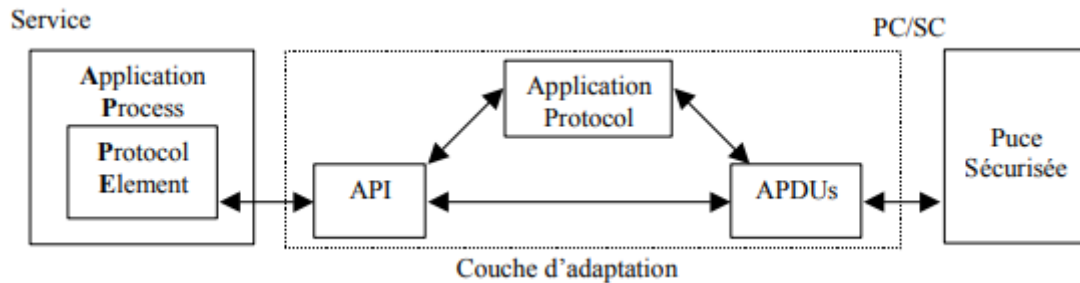 Service
PC/SC
Application
Process
Protocol
Element
Application
Protocol
API
APDUs
Puce
Sécurisée
Couche d'adaptation